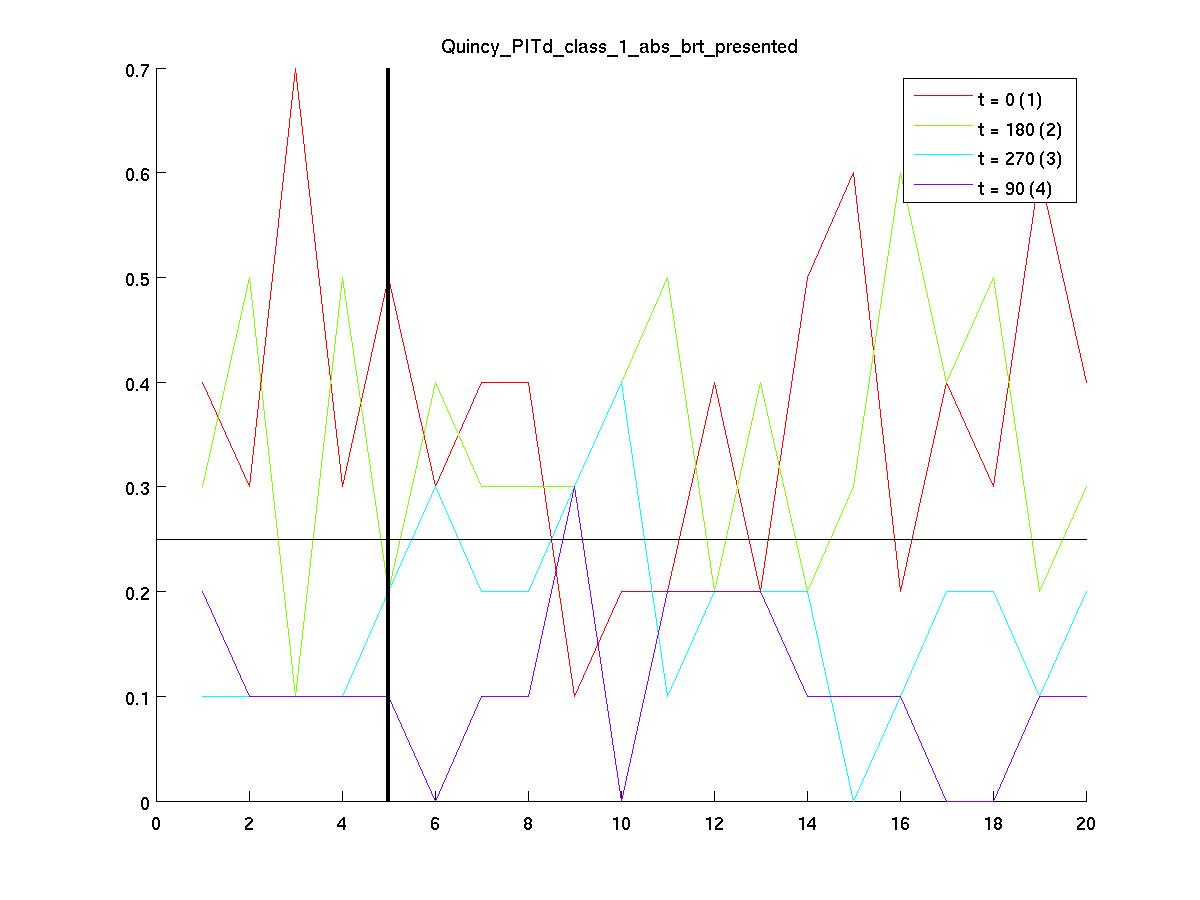 Quincy_PITd_class_1_abs_brt_presented
t = 0 (1)
t = 180 (2)
t = 270 (3)
t = 90 (4)
0.7
0.6
0.5
0.4
0.3
0.2
0.1
0
0 2 4 6 8 10 12 14 16 18 20